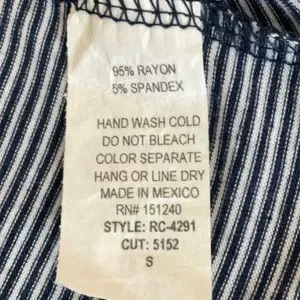 95% RAYON
5% SPANDEX
HAND WASH COLD
DO NOT BLEACH
COLOR SEPARATE
HANG OR LINE DRY
MADE IN MEXICO
RN# 151240
STYLE: RC-4291
CUT: 5152
S